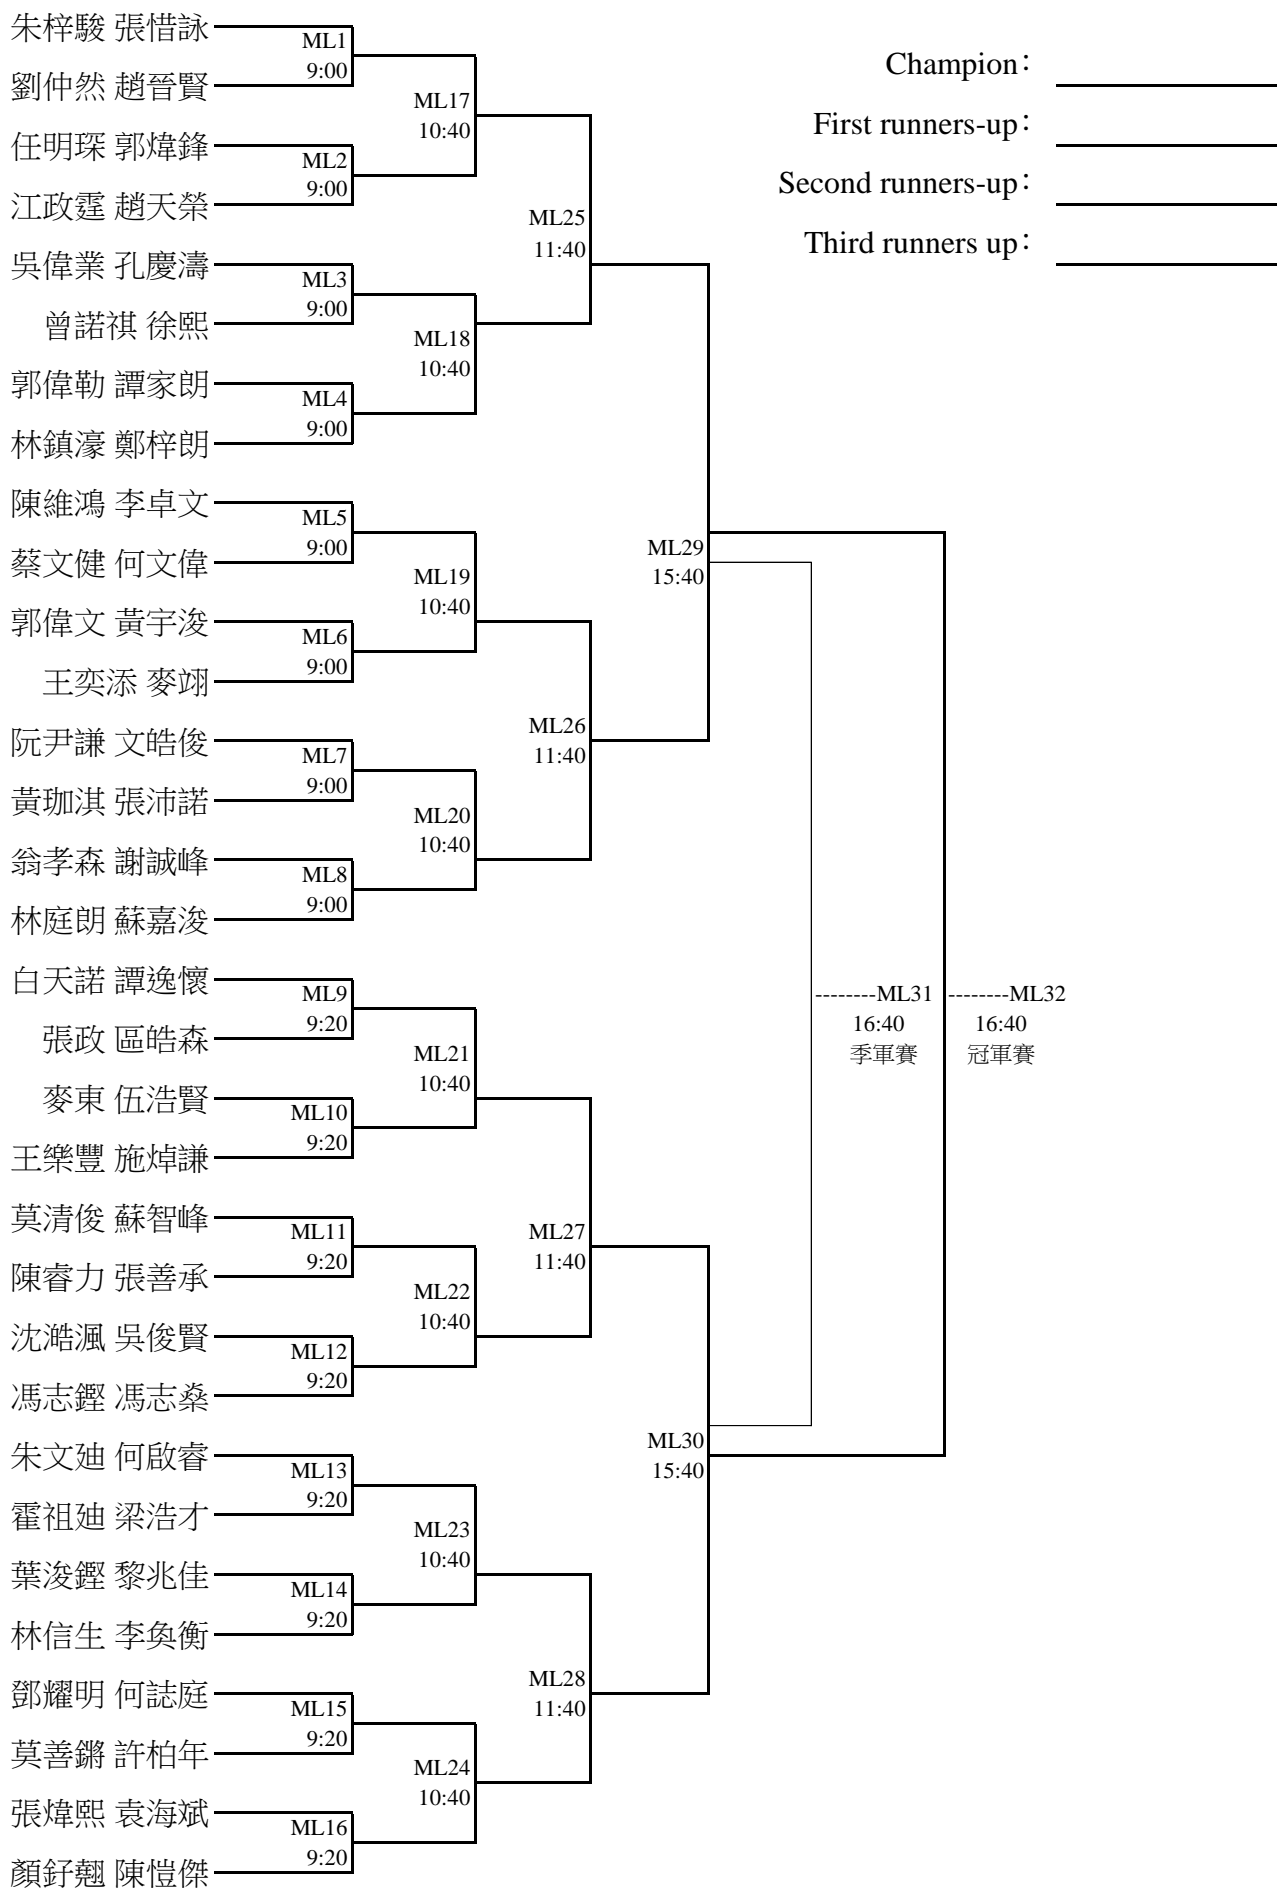 朱梓駿 張惜詠
ML1
9:00
劉仲然 趙晉賢
ML17
10:40
任明琛 郭煒鋒
ML2
9:00
江政霆 趙天榮
ML25
11:40
吳偉業 孔慶濤
ML3
9:00
曾諾祺 徐熙
ML18
10:40
郭偉勒 譚家朗
ML4
9:00
林鎮濠 鄭梓朗
陳維鴻 李卓文
ML5
9:00
蔡文健 何文偉
ML19
10:40
郭偉文 黃宇浚
ML6
9:00
王奕添 麥翊
ML29
15:40
阮尹謙 文皓俊
ML7
9:00
黃珈淇 張沛諾
ML26
11:40
ML20
10:40
翁孝森 謝誠峰
ML8
9:00
林庭朗 蘇嘉浚
白天諾 譚逸懷
ML9
9:20
張政 區皓森
ML21
10:40
麥東 伍浩賢
ML10
9:20
王樂豐 施焯謙
莫清俊 蘇智峰
ML11
9:20
陳睿力 張善承
ML27
11:40
ML22
10:40
沈澔渢 吳俊賢
ML12
9:20
馮志鏗 馮志燊
朱文廸 何啟睿
ML13
9:20
霍祖廸 梁浩才
ML30
15:40
ML23
10:40
葉浚鏗 黎兆佳
ML14
9:20
林信生 李奐衡
鄧耀明 何誌庭
ML15
9:20
莫善鏘 許柏年
ML28
11:40
ML24
10:40
張煒熙 袁海斌
ML16
9:20
顏釨翹 陳愷傑
--------ML31
16:40
季軍賽
--------ML32
16:40
冠軍賽
Champion：
First runners-up：
Second runners-up：
Third runners up：